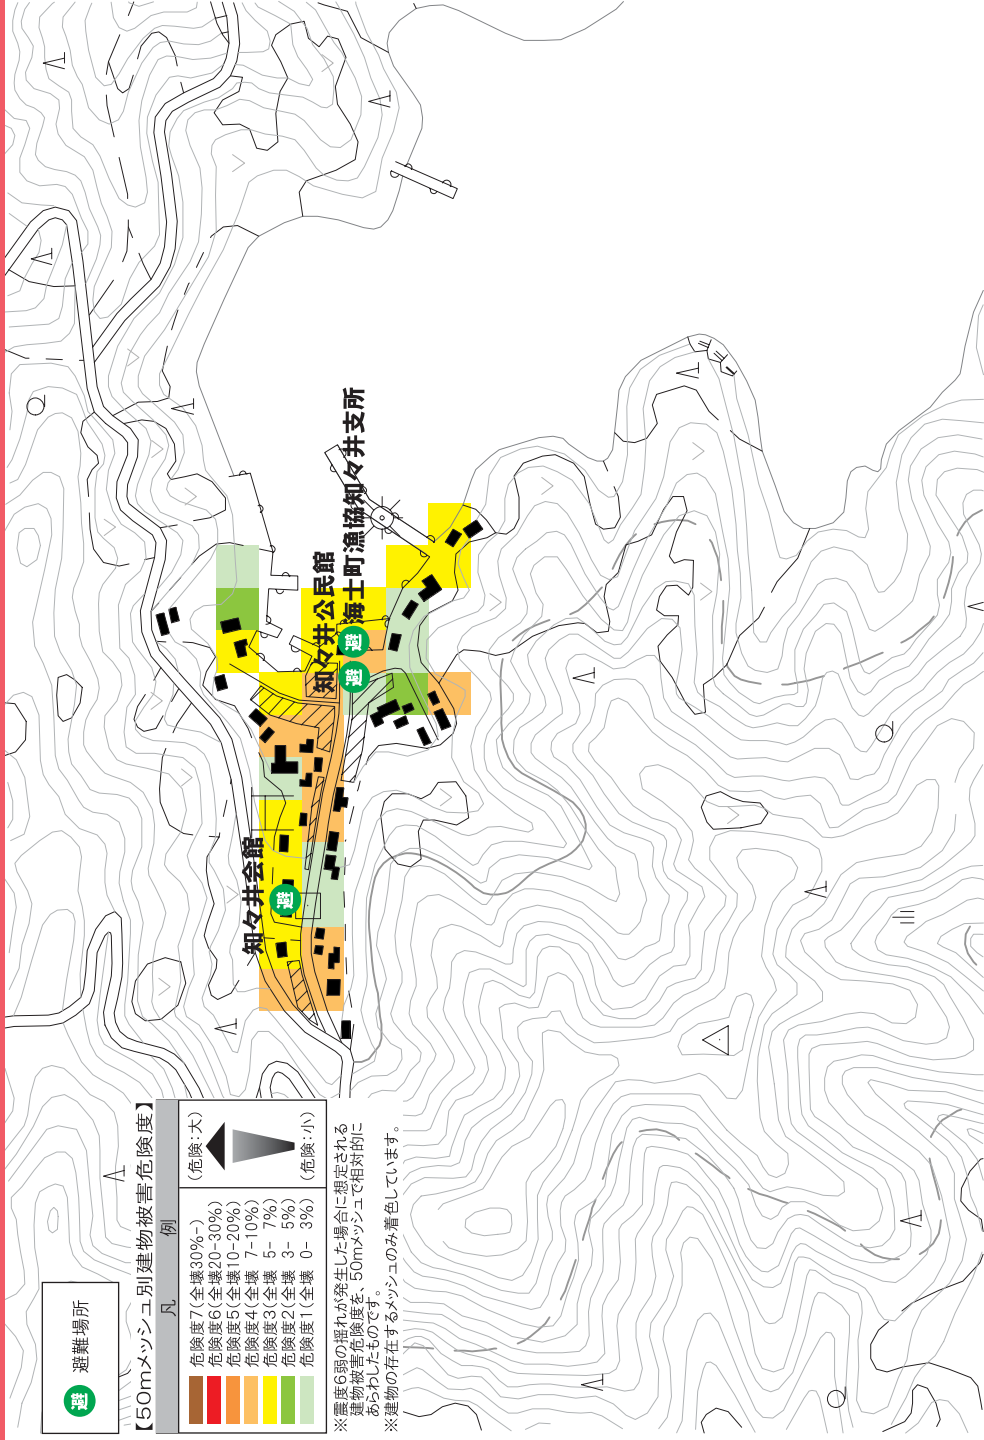 避 避難場所
【50mメッシュ別建物被害危険度】
凡　例
危険度7(全壊30%-)
危険度6(全壊20-30%)
危険度5(全壊10-20%)
危険度4(全壊 7-10%)
危険度3(全壊 5- 7%)
危険度2(全壊 3- 5%)
危険度1(全壊 0- 3%)
(危険:大)
(危険:小)
※震度6弱の揺れが発生した場合に想定される
建物被害危険度を、50mメッシュで相対的に
あらわしたものです。
※建物の存在するメッシュのみ着色しています。
知々井会館
避
知々井公民館
避
海士町漁協知々井支所
避